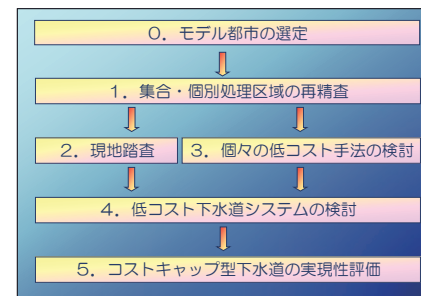 ０．モデル都市の選定
１．集合・個別処理区域の再精査
２．現地踏査
３．個々の低コスト手法の検討
４．低コスト下水道システムの検討
５．コストキャップ型下水道の実現性評価